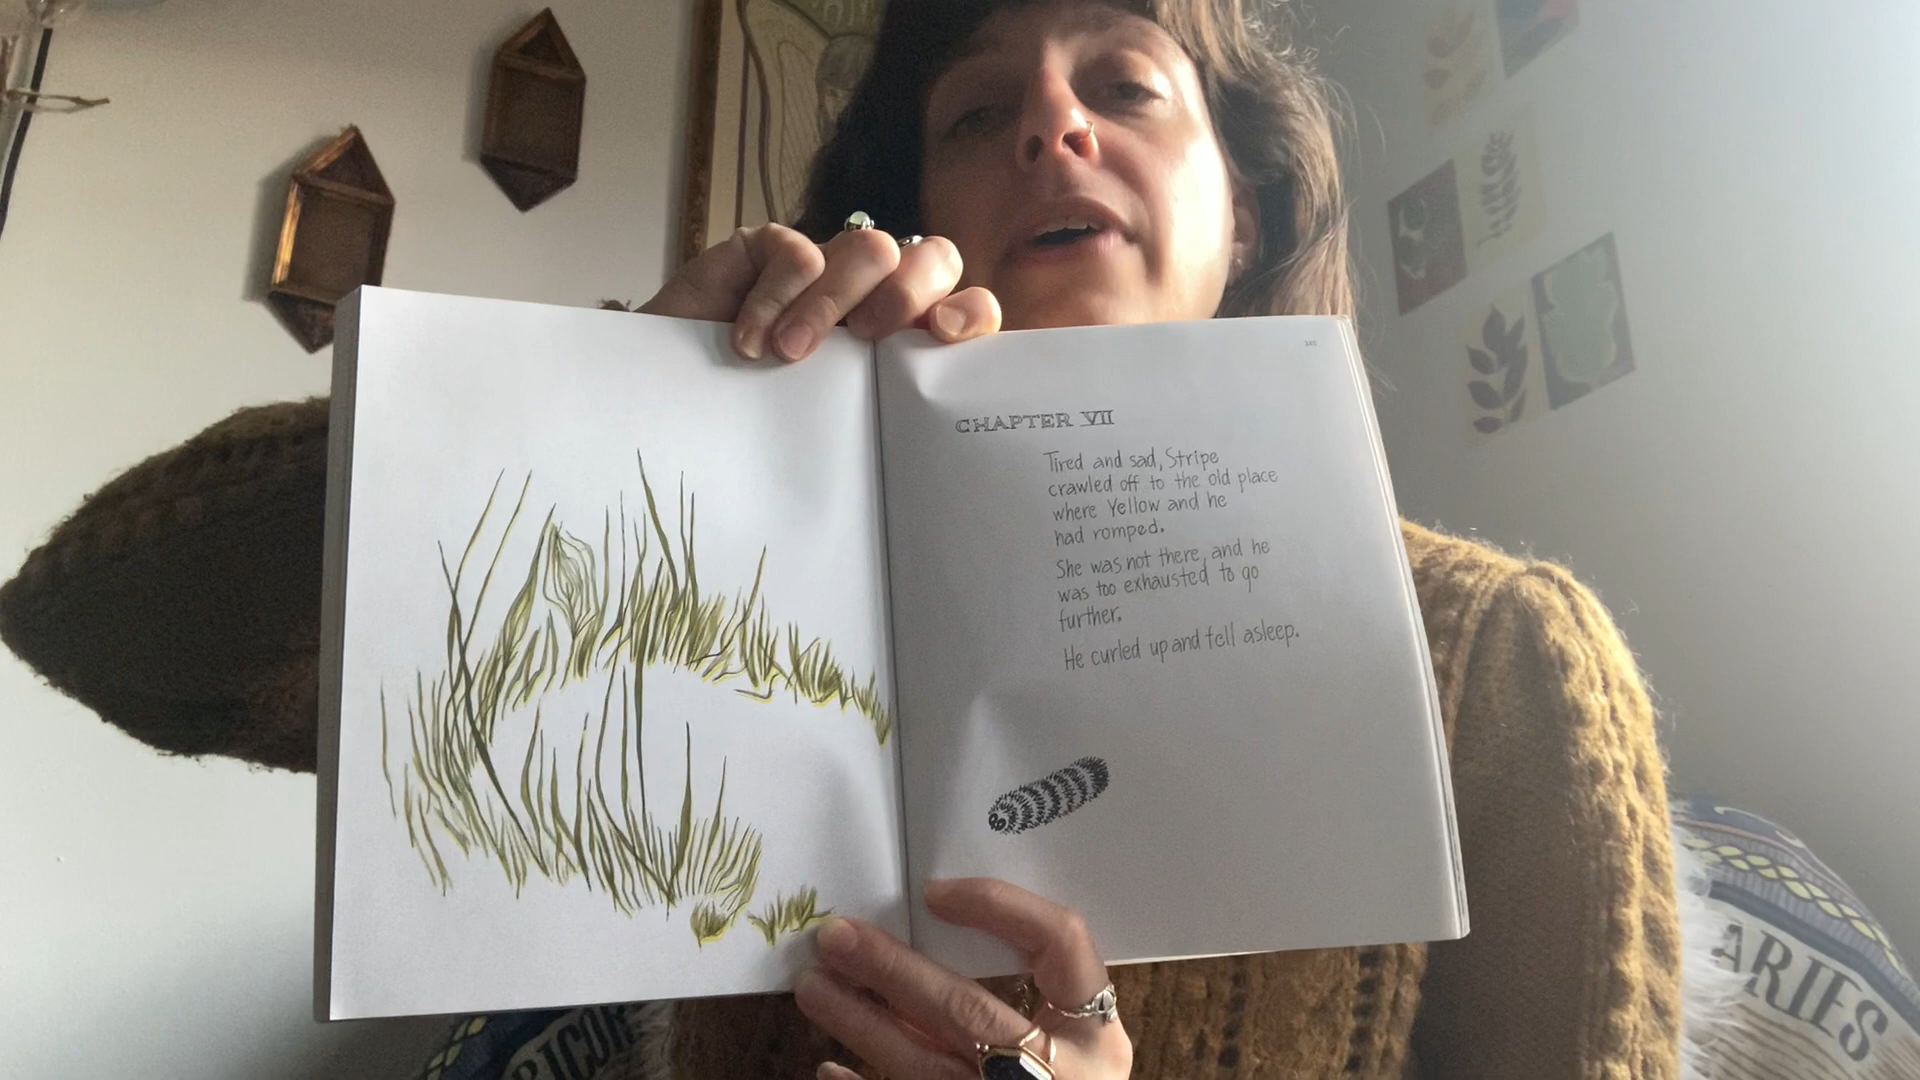 CHAPTER VII
Tired and sad, Stripe
crawled off to the old place
where Yellow and he
had romped.
She was not there, and he
was too exhausted to go
further.
He curled up and fell asleep.
ARIES